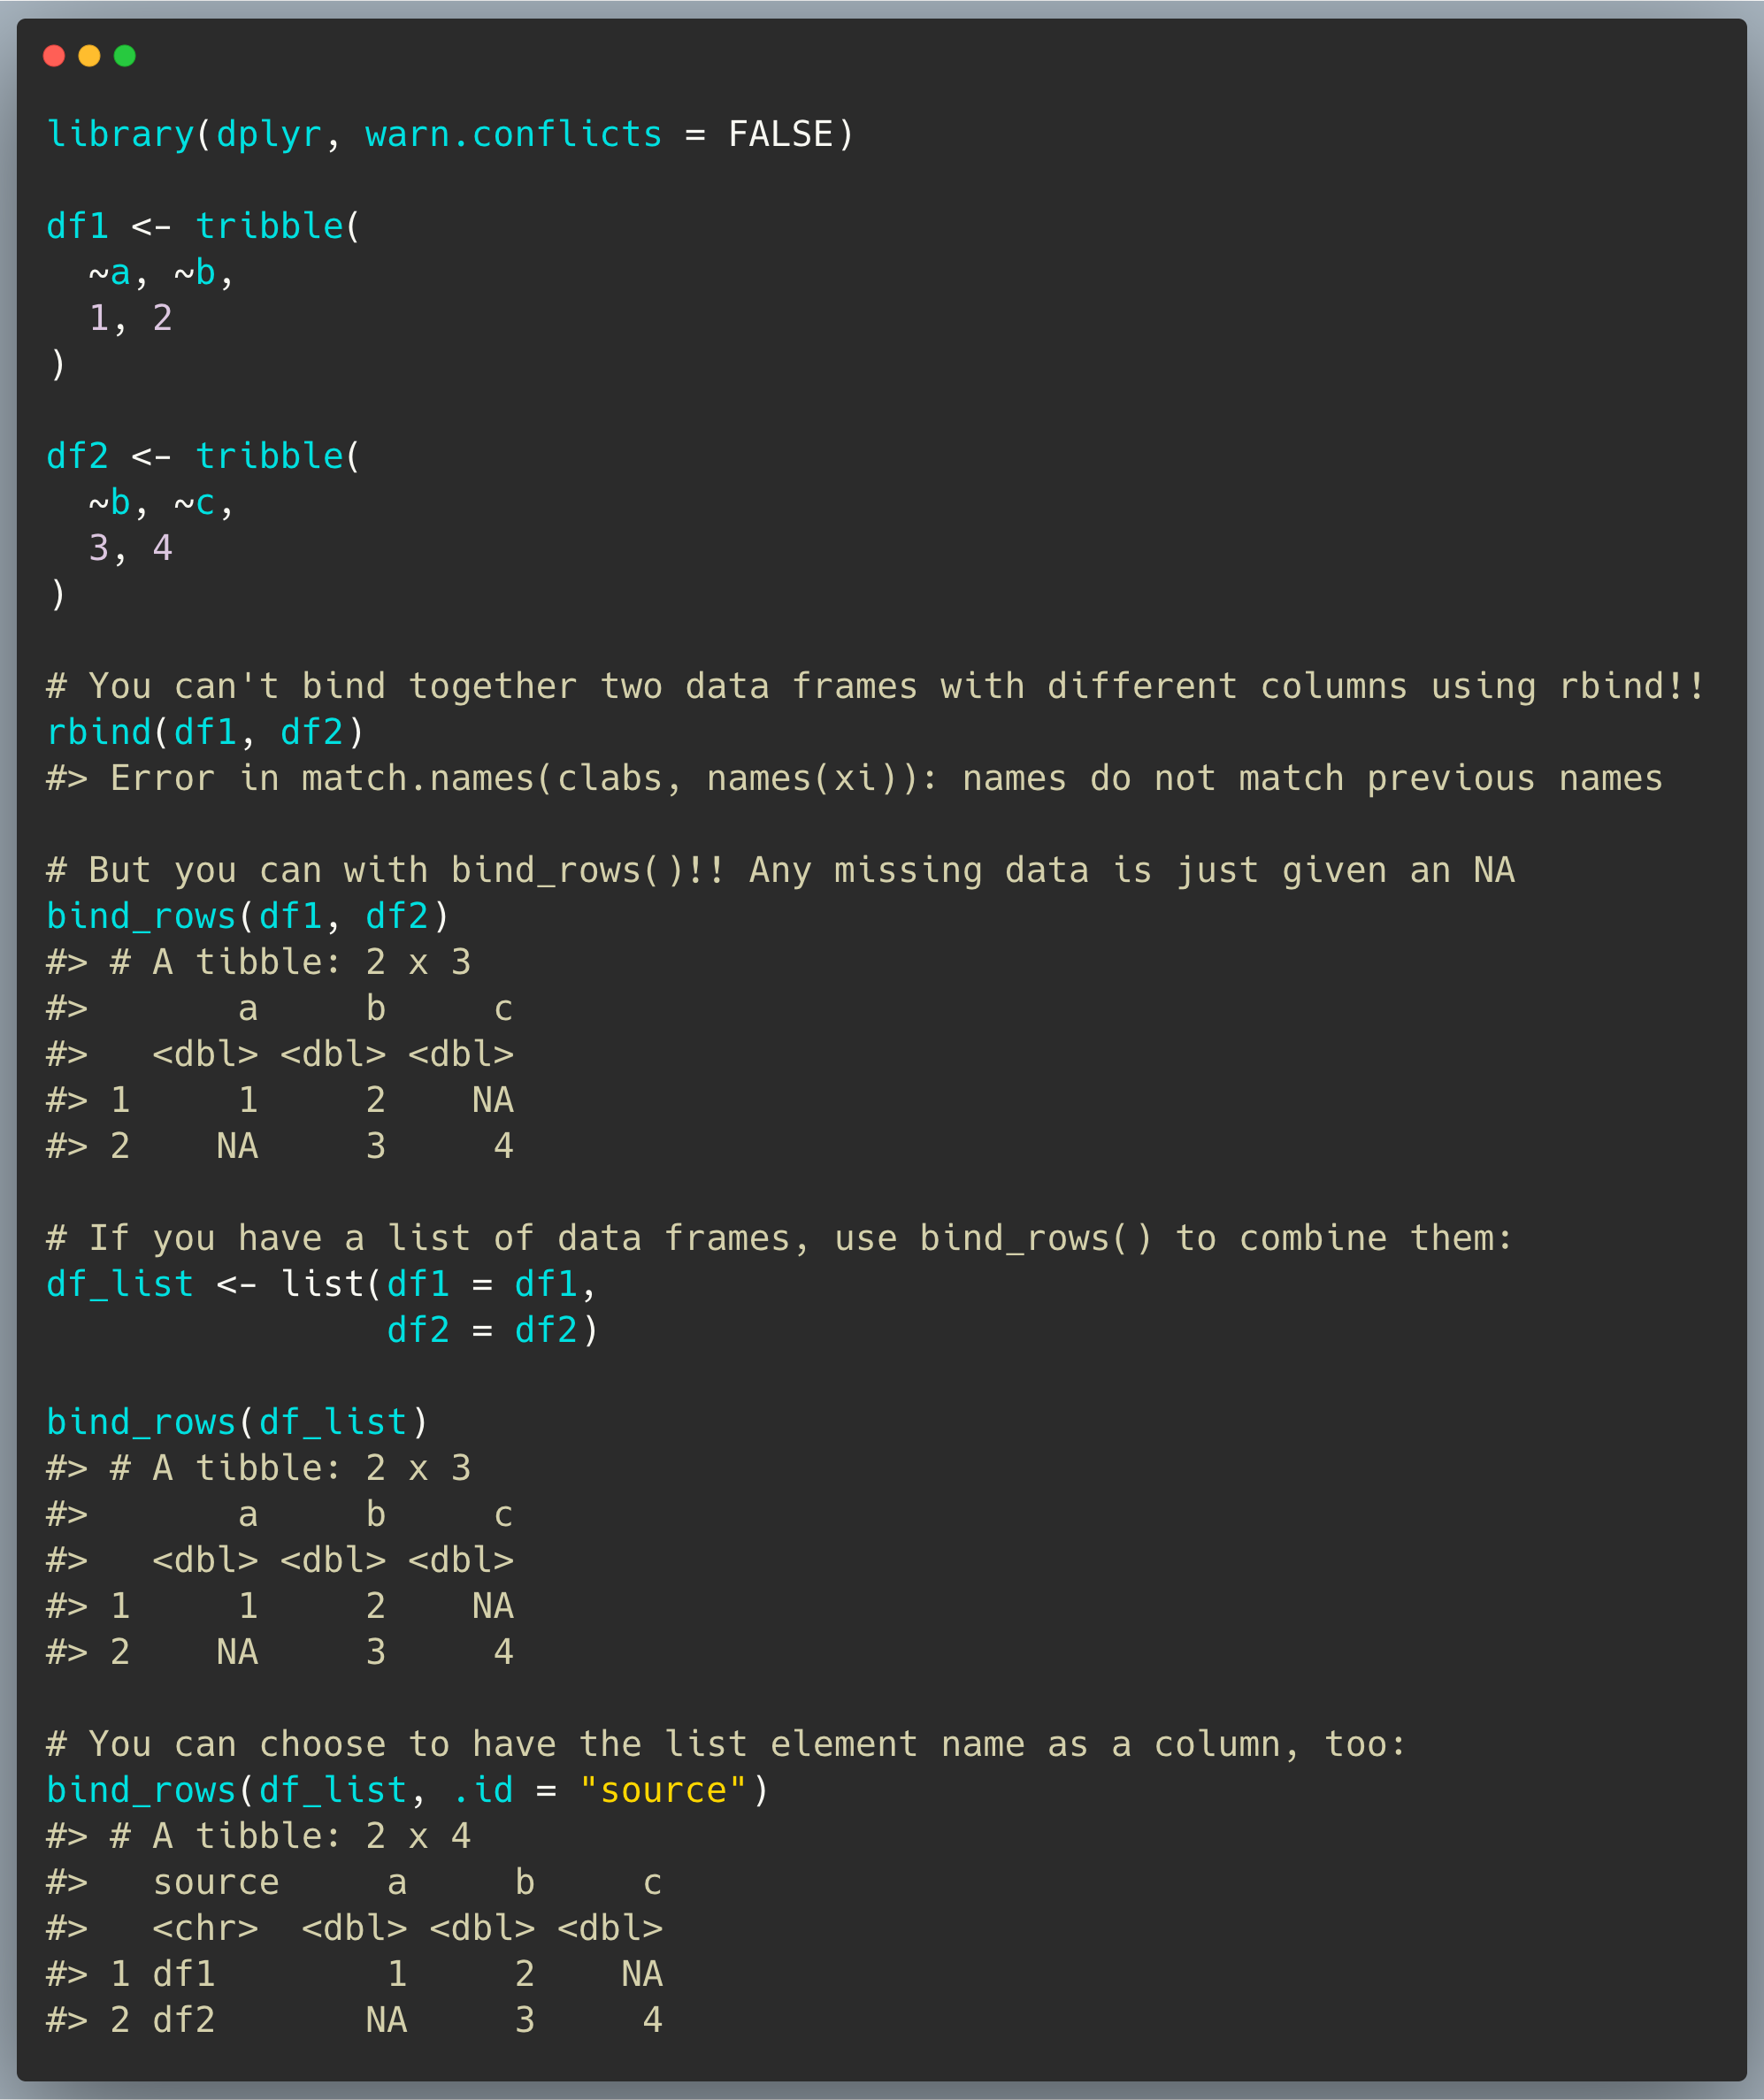 library(dplyr, warn.conflicts = FALSE)

df1 <- tribble(
  ~a, ~b,
  1, 2
)

df2 <- tribble(
  ~b, ~c,
  3, 4
)

# You can't bind together two data frames with different columns using rbind!!
rbind(df1, df2)
#> Error in match.names(clabs, names(xi)): names do not match previous names

# But you can with bind_rows()!! Any missing data is just given an NA
bind_rows(df1, df2)
#> # A tibble: 2 x 3
#>       a     b     c
#>   <dbl> <dbl> <dbl>
#> 1     1     2    NA
#> 2    NA     3     4

# If you have a list of data frames, use bind_rows() to combine them:
df_list <- list(df1 = df1,
                df2 = df2)

bind_rows(df_list)
#> # A tibble: 2 x 3
#>       a     b     c
#>   <dbl> <dbl> <dbl>
#> 1     1     2    NA
#> 2    NA     3     4

# You can choose to have the list element name as a column, too:
bind_rows(df_list, .id = "source")
#> # A tibble: 2 x 4
#>   source     a     b     c
#>   <chr>  <dbl> <dbl> <dbl>
#> 1 df1        1     2    NA
#> 2 df2       NA     3     4